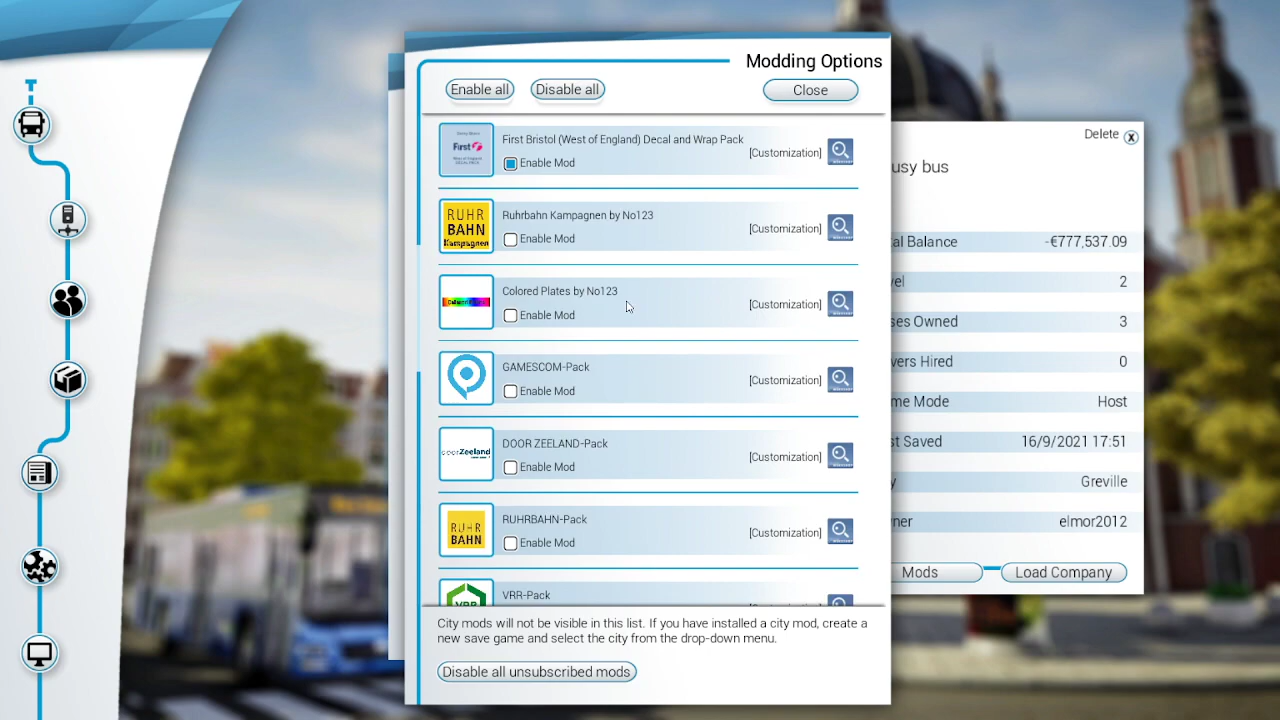 Modding Options
Enable all
Disable all
Close
First Bristol (West of England) Decal and Wrap Pack
Enable Mod
[Customization]
First
RUHR
BAHN
Kampagnen
Ruhrbahn Kampagnen by No123
Enable Mod
[Customization]
Colored Plates by No123
Enable Mod
[Customization]
GAMESCOM-Pack
Enable Mod
[Customization]
doorZeeland
DOOR ZEELAND-Pack
Enable Mod
[Customization]
RUHR
BAHN
RUHRBAHN-Pack
Enable Mod
[Customization]
VRR-Pack
City mods will not be visible in this list. If you have installed a city mod, create a
new save game and select the city from the drop-down menu.
Disable all unsubscribed mods
Delete
usy bus
al Balance -€777,537.09
vel 2
ses Owned 3
vers Hired 0
me Mode Host
st Saved 16/9/2021 17:51
y Greville
ner elmor2012
Mods
Load Company